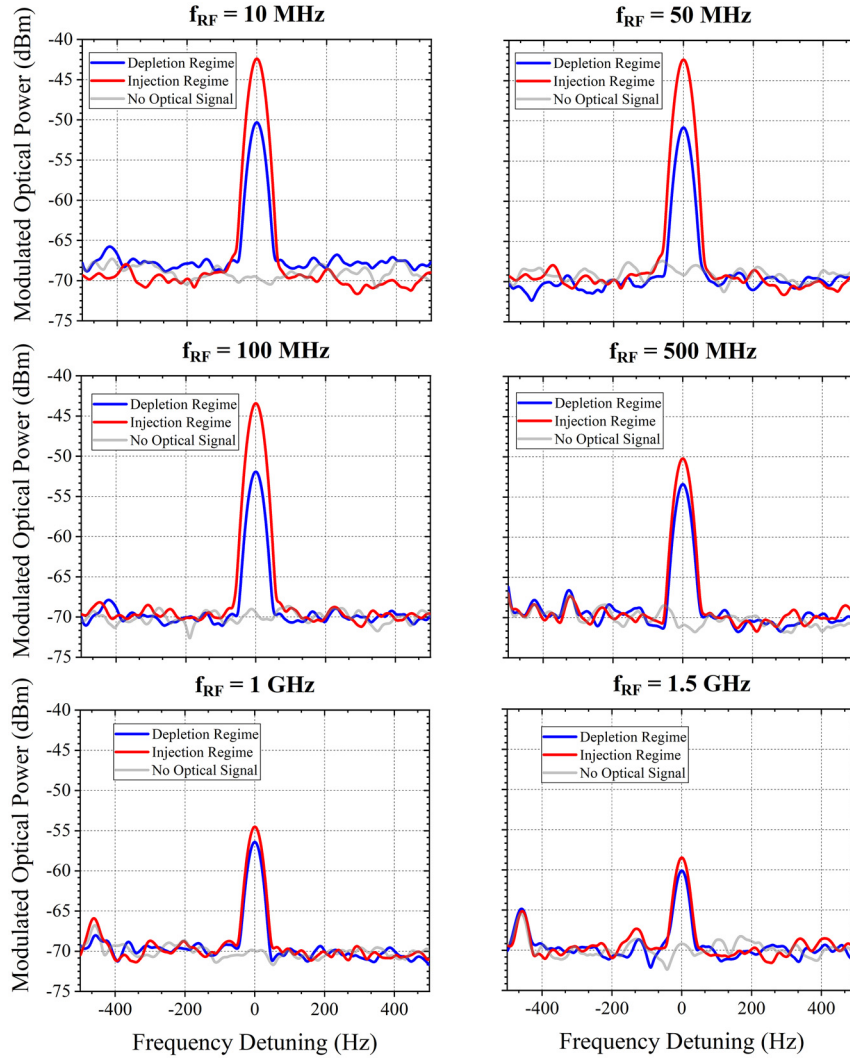 f_RF = 10 MHz
f_RF = 50 MHz
Modulated Optical Power (dBm)
-40
-45
-50
-55
-60
-65
-70
-75
Depletion Regime
Injection Regime
No Optical Signal
Depletion Regime
Injection Regime
No Optical Signal
f_RF = 100 MHz
f_RF = 500 MHz
Modulated Optical Power (dBm)
-40
-45
-50
-55
-60
-65
-70
-75
Depletion Regime
Injection Regime
No Optical Signal
Depletion Regime
Injection Regime
No Optical Signal
f_RF = 1 GHz
f_RF = 1.5 GHz
Modulated Optical Power (dBm)
-40
-45
-50
-55
-60
-65
-70
-75
Depletion Regime
Injection Regime
No Optical Signal
Depletion Regime
Injection Regime
No Optical Signal
-400 -200 0 200 400
-400 -200 0 200 400
Frequency Detuning (Hz)
Frequency Detuning (Hz)